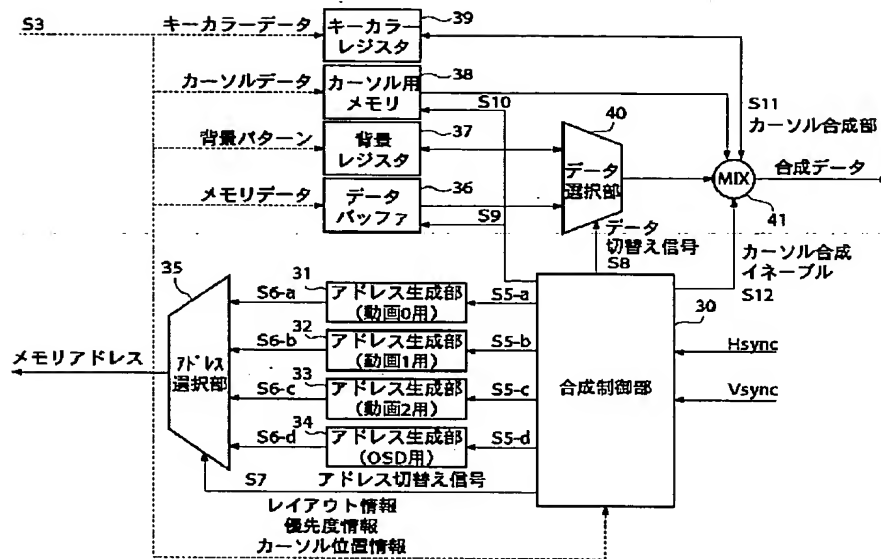 S3
キーカラーデータ
キーカラー
レジスタ
39
カーソルデータ
カーソル用
メモリ
38
S10
背景パターン
背景
レジスタ
37
メモリデータ
データ
バッファ
36
S9
40
データ
選択部
S11
カーソル合成部
MIX
合成データ
41
データ
切替え信号
S8
カーソル合成
イネーブル
S12
30
35
アドレス
選択部
メモリアドレス
S6-a
31
アドレス生成部
(動画0用)
S5-a
S6-b
32
アドレス生成部
(動画1用)
S5-b
S6-c
33
アドレス生成部
(動画2用)
S5-c
S6-d
34
アドレス生成部
(OSD用)
S5-d
合成制御部
Hsync
Vsync
S7
アドレス切替え信号
レイアウト情報
優先度情報
カーソル位置情報